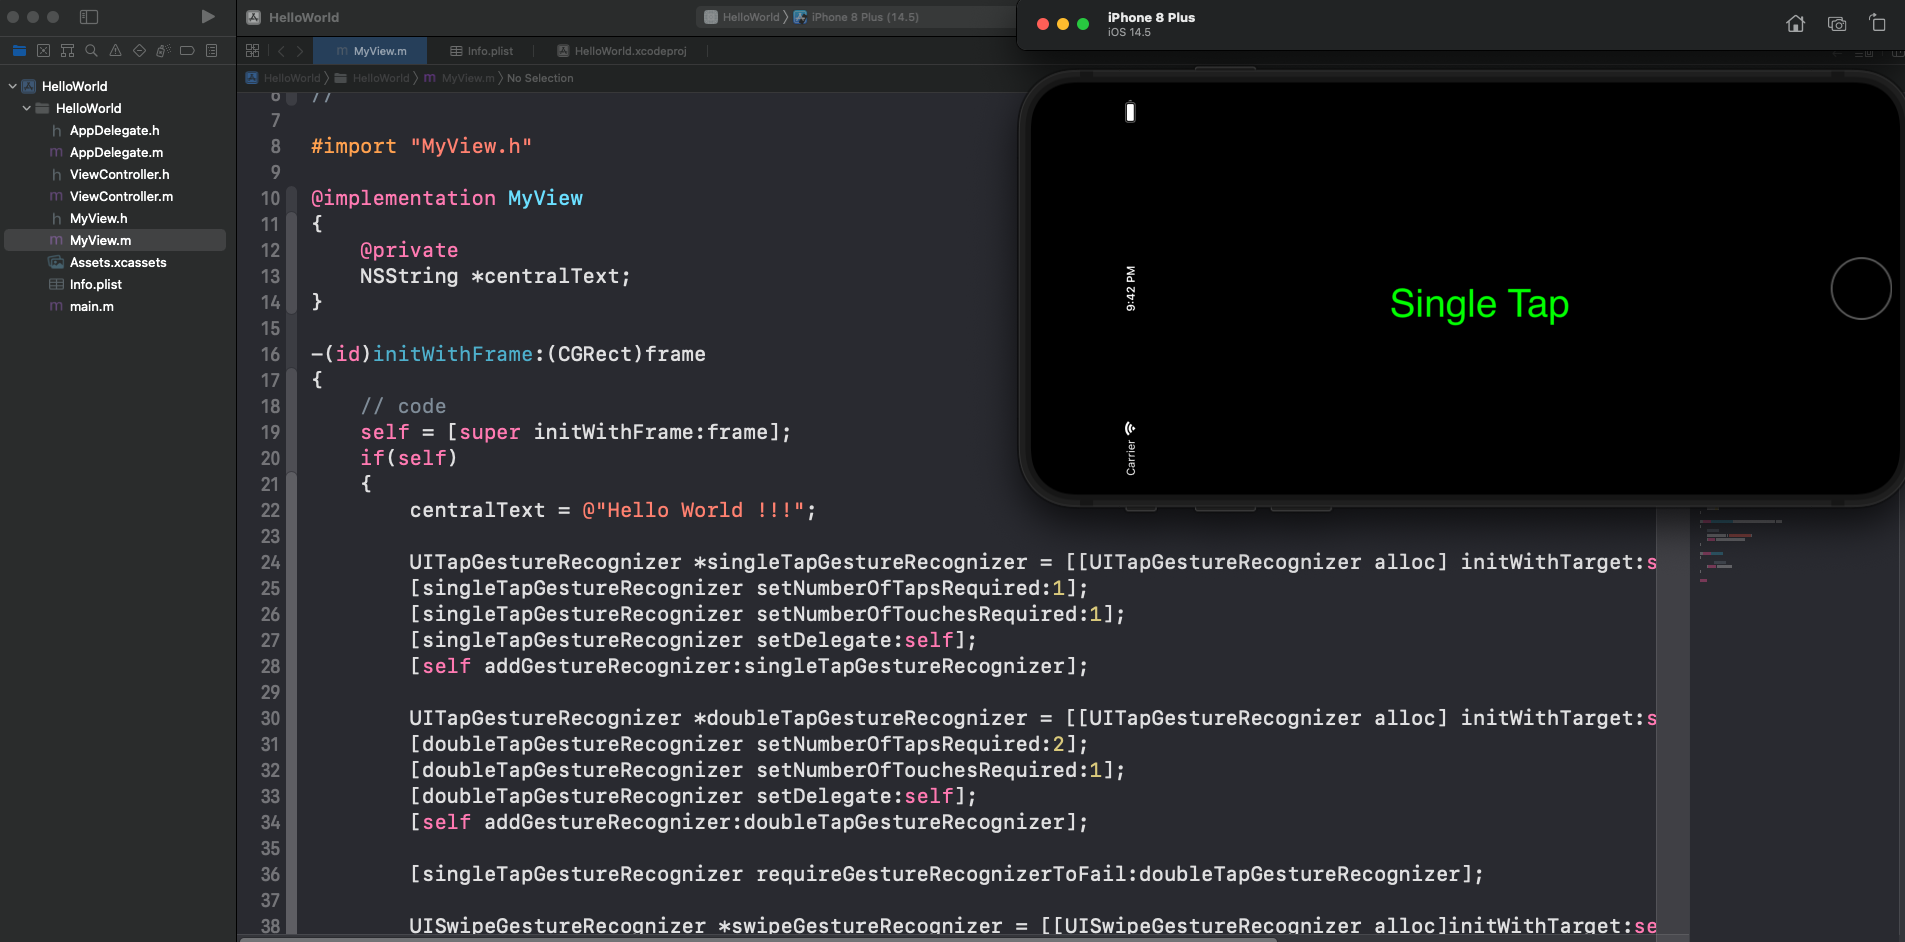 HelloWorld
HelloWorld
iPhone 8 Plus (14.5)
iPhone 8 Plus
iOS 14.5
m MyView.m
Info.plist
HelloWorld.xcodeproj
HelloWorld
HelloWorld
m MyView.m
No Selection
HelloWorld
HelloWorld
h AppDelegate.h
m AppDelegate.m
h ViewController.h
m ViewController.m
h MyView.h
m MyView.m
Assets.xcassets
Info.plist
m main.m
6 //
7
8 #import "MyView.h"
9
10 @implementation MyView
11 {
12 @private
13 NSString *centralText;
14 }
15
16 -(id)initWithFrame:(CGRect)frame
17 {
18 // code
19 self = [super initWithFrame:frame];
20 if(self)
21 {
22 centralText = @"Hello World !!!";
23
24 UITapGestureRecognizer *singleTapGestureRecognizer = [[UITapGestureRecognizer alloc] initWithTarget:s
25 [singleTapGestureRecognizer setNumberOfTapsRequired:1];
26 [singleTapGestureRecognizer setNumberOfTouchesRequired:1];
27 [singleTapGestureRecognizer setDelegate:self];
28 [self addGestureRecognizer:singleTapGestureRecognizer];
29
30 UITapGestureRecognizer *doubleTapGestureRecognizer = [[UITapGestureRecognizer alloc] initWithTarget:s
31 [doubleTapGestureRecognizer setNumberOfTapsRequired:2];
32 [doubleTapGestureRecognizer setNumberOfTouchesRequired:1];
33 [doubleTapGestureRecognizer setDelegate:self];
34 [self addGestureRecognizer:doubleTapGestureRecognizer];
35
36 [singleTapGestureRecognizer requireGestureRecognizerToFail:doubleTapGestureRecognizer];
37
38 UISwipeGestureRecognizer *swipeGestureRecognizer = [[UISwipeGestureRecognizer alloc]initWithTarget:se
Carrier
9:42 PM
Single Tap